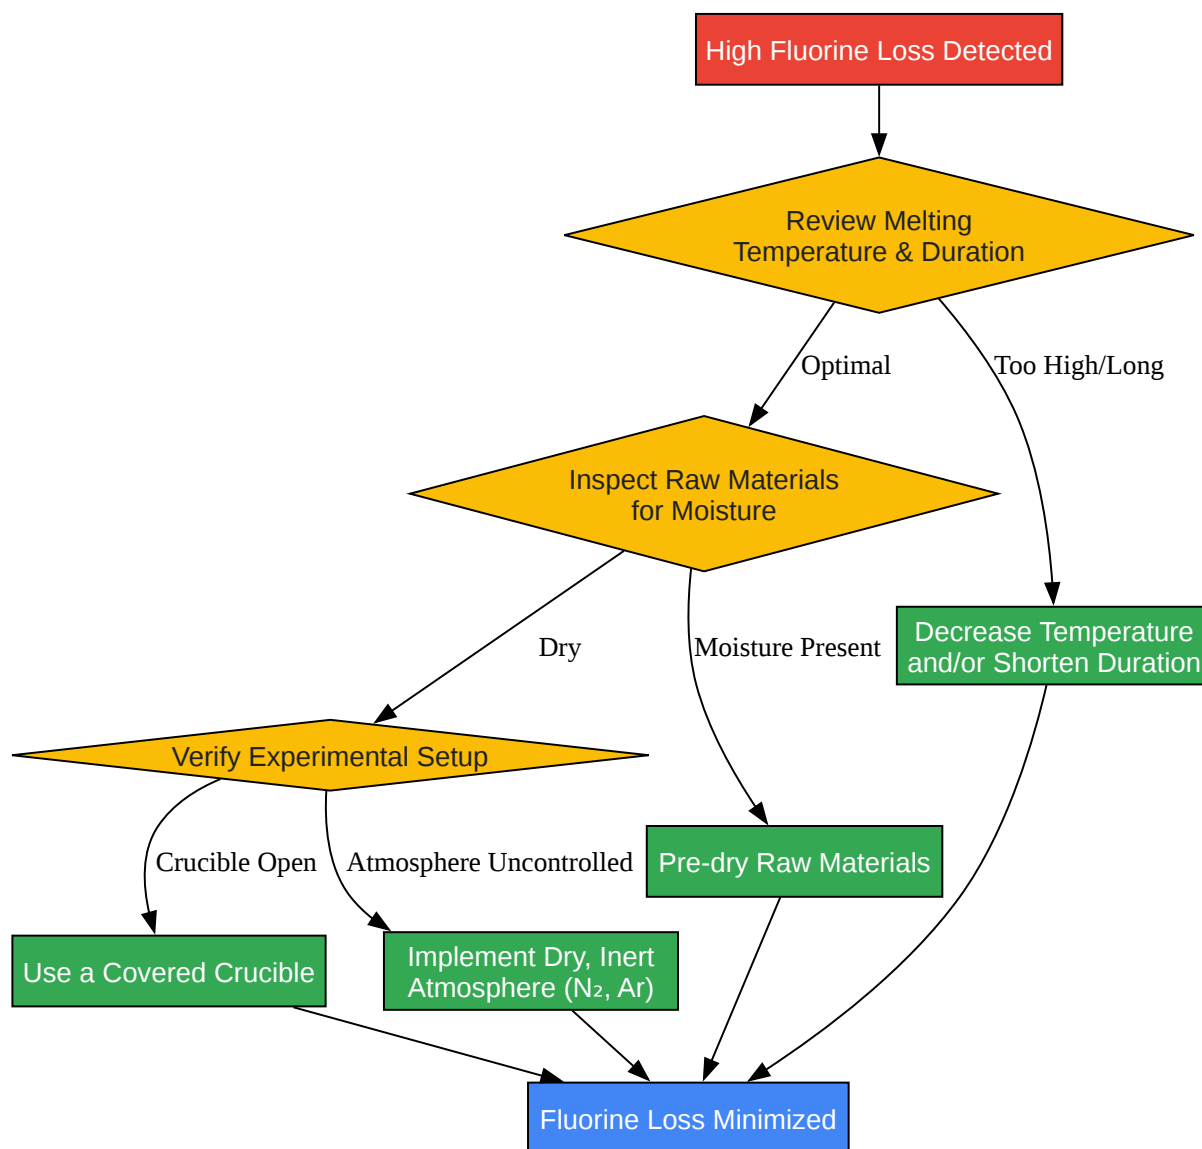 High Fluorine Loss Detected
Review Melting
Temperature & Duration
Optimal
Too High/Long
Inspect Raw Materials
for Moisture
Decrease Temperature
and/or Shorten Duration
Dry
Moisture Present
Verify Experimental Setup
Crucible Open
Atmosphere Uncontrolled
Pre-dry Raw Materials
Use a Covered Crucible
Implement Dry, Inert
Atmosphere (N₂, Ar)
Fluorine Loss Minimized